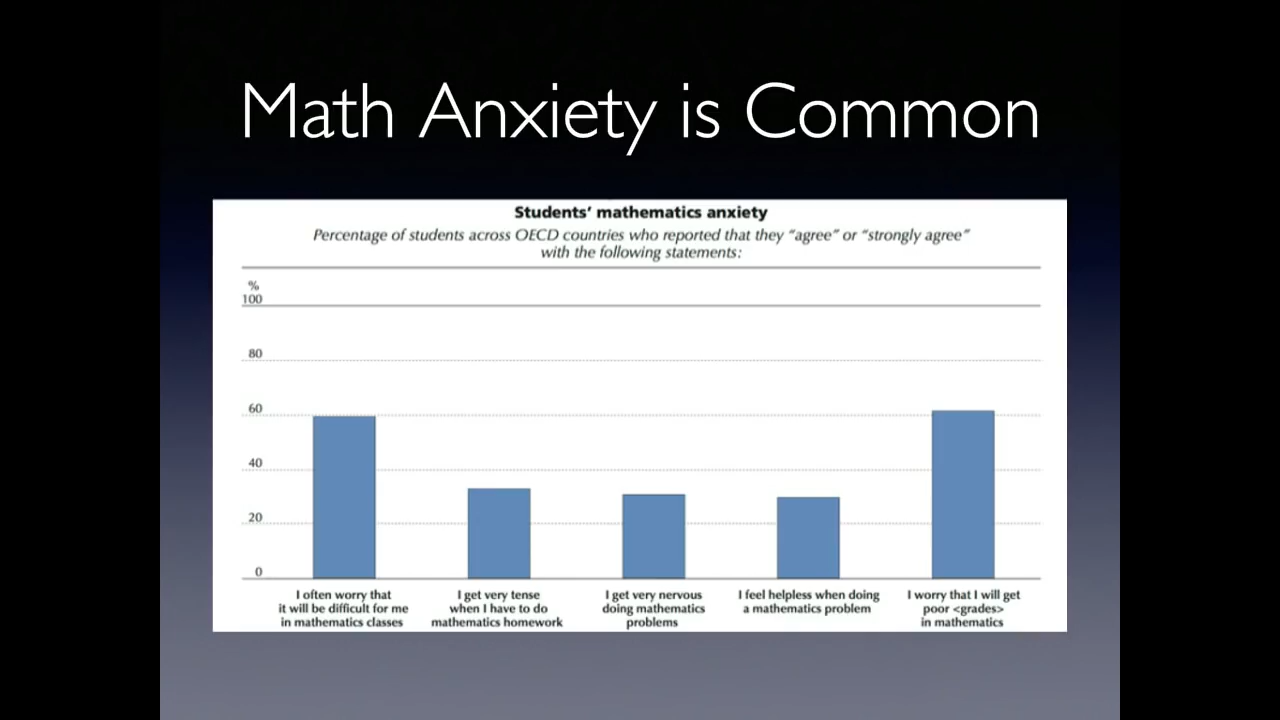 Math Anxiety is Common
Students’ mathematics anxiety
Percentage of students across OECD countries who reported that they “agree” or “strongly agree”
with the following statements:
%
100
80
60
40
20
0
I often worry that
it will be difficult for me
in mathematics classes
I get very tense
when I have to do
mathematics homework
I get very nervous
doing mathematics
problems
I feel helpless when doing
a mathematics problem
I worry that I will get
poor <grades>
in mathematics